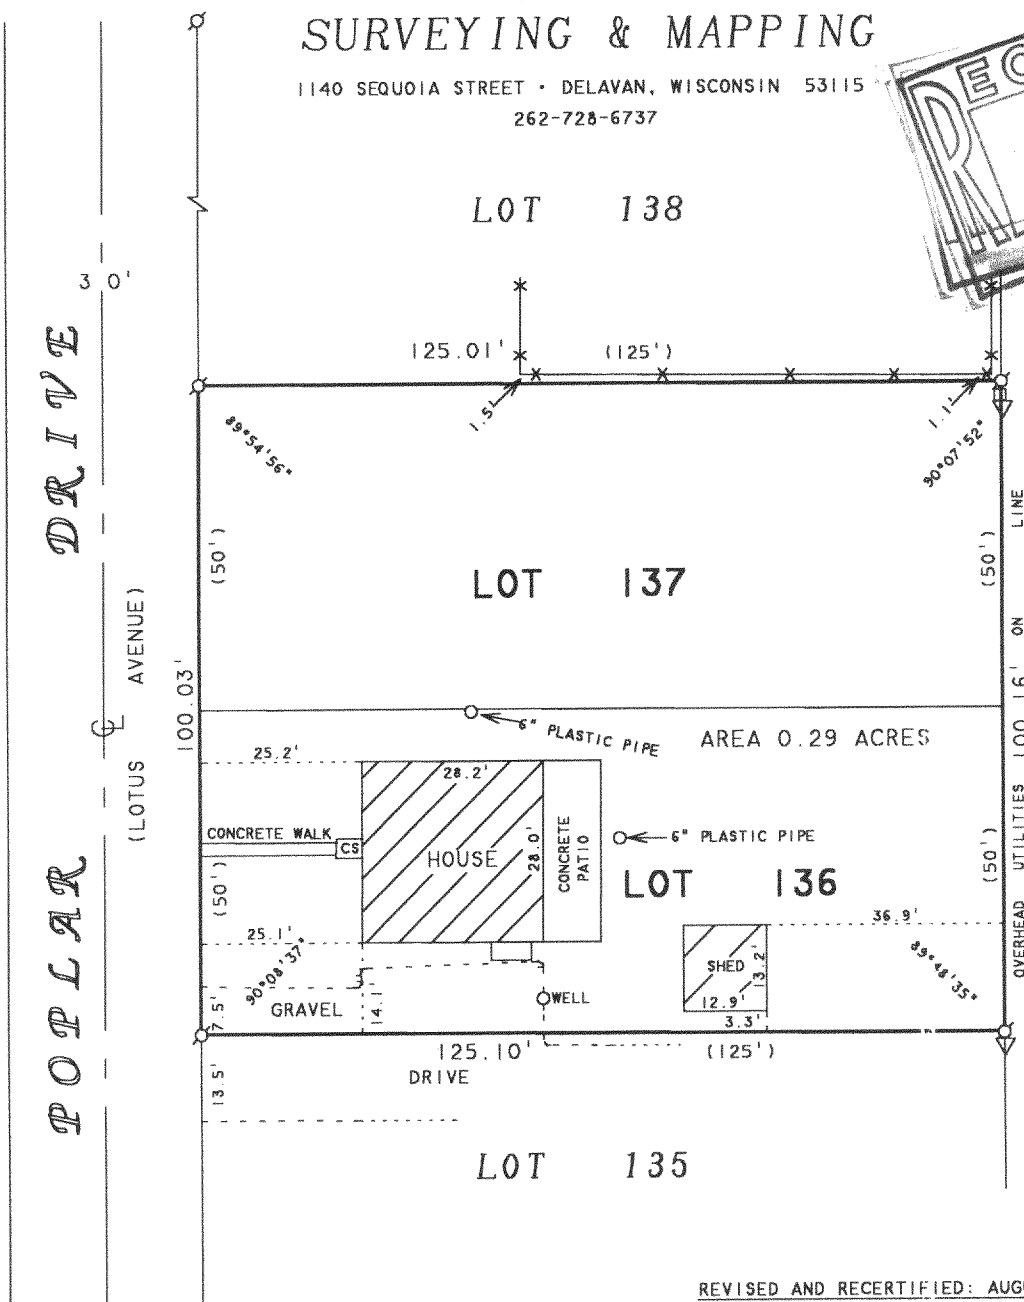 SURVEYING & MAPPING
1140 SEQUOIA STREET · DELAVAN, WISCONSIN 53115
262-728-6737
LOT 138
30'
125.01' (125')
1.5'
1.1'
89°54'56"
90°07'52"
POPLAR DRIVE
(LOTUS AVENUE)
℄
(50')
(50')
LOT 137
100.03'
6" PLASTIC PIPE
AREA 0.29 ACRES
25.2'
28.2'
CONCRETE WALK
CS
HOUSE
28.0'
CONCRETE
PATIO
6" PLASTIC PIPE
LOT 136
(50')
(50')
OVERHEAD UTILITIES 100.16' ON LINE
25.1'
90°08'37"
36.9'
89°48'35"
SHED
13.2'
12.9'
3.3'
WELL
GRAVEL
14.1'
7.5'
125.10' (125')
DRIVE
13.5'
LOT 135
REVISED AND RECERTIFIED: